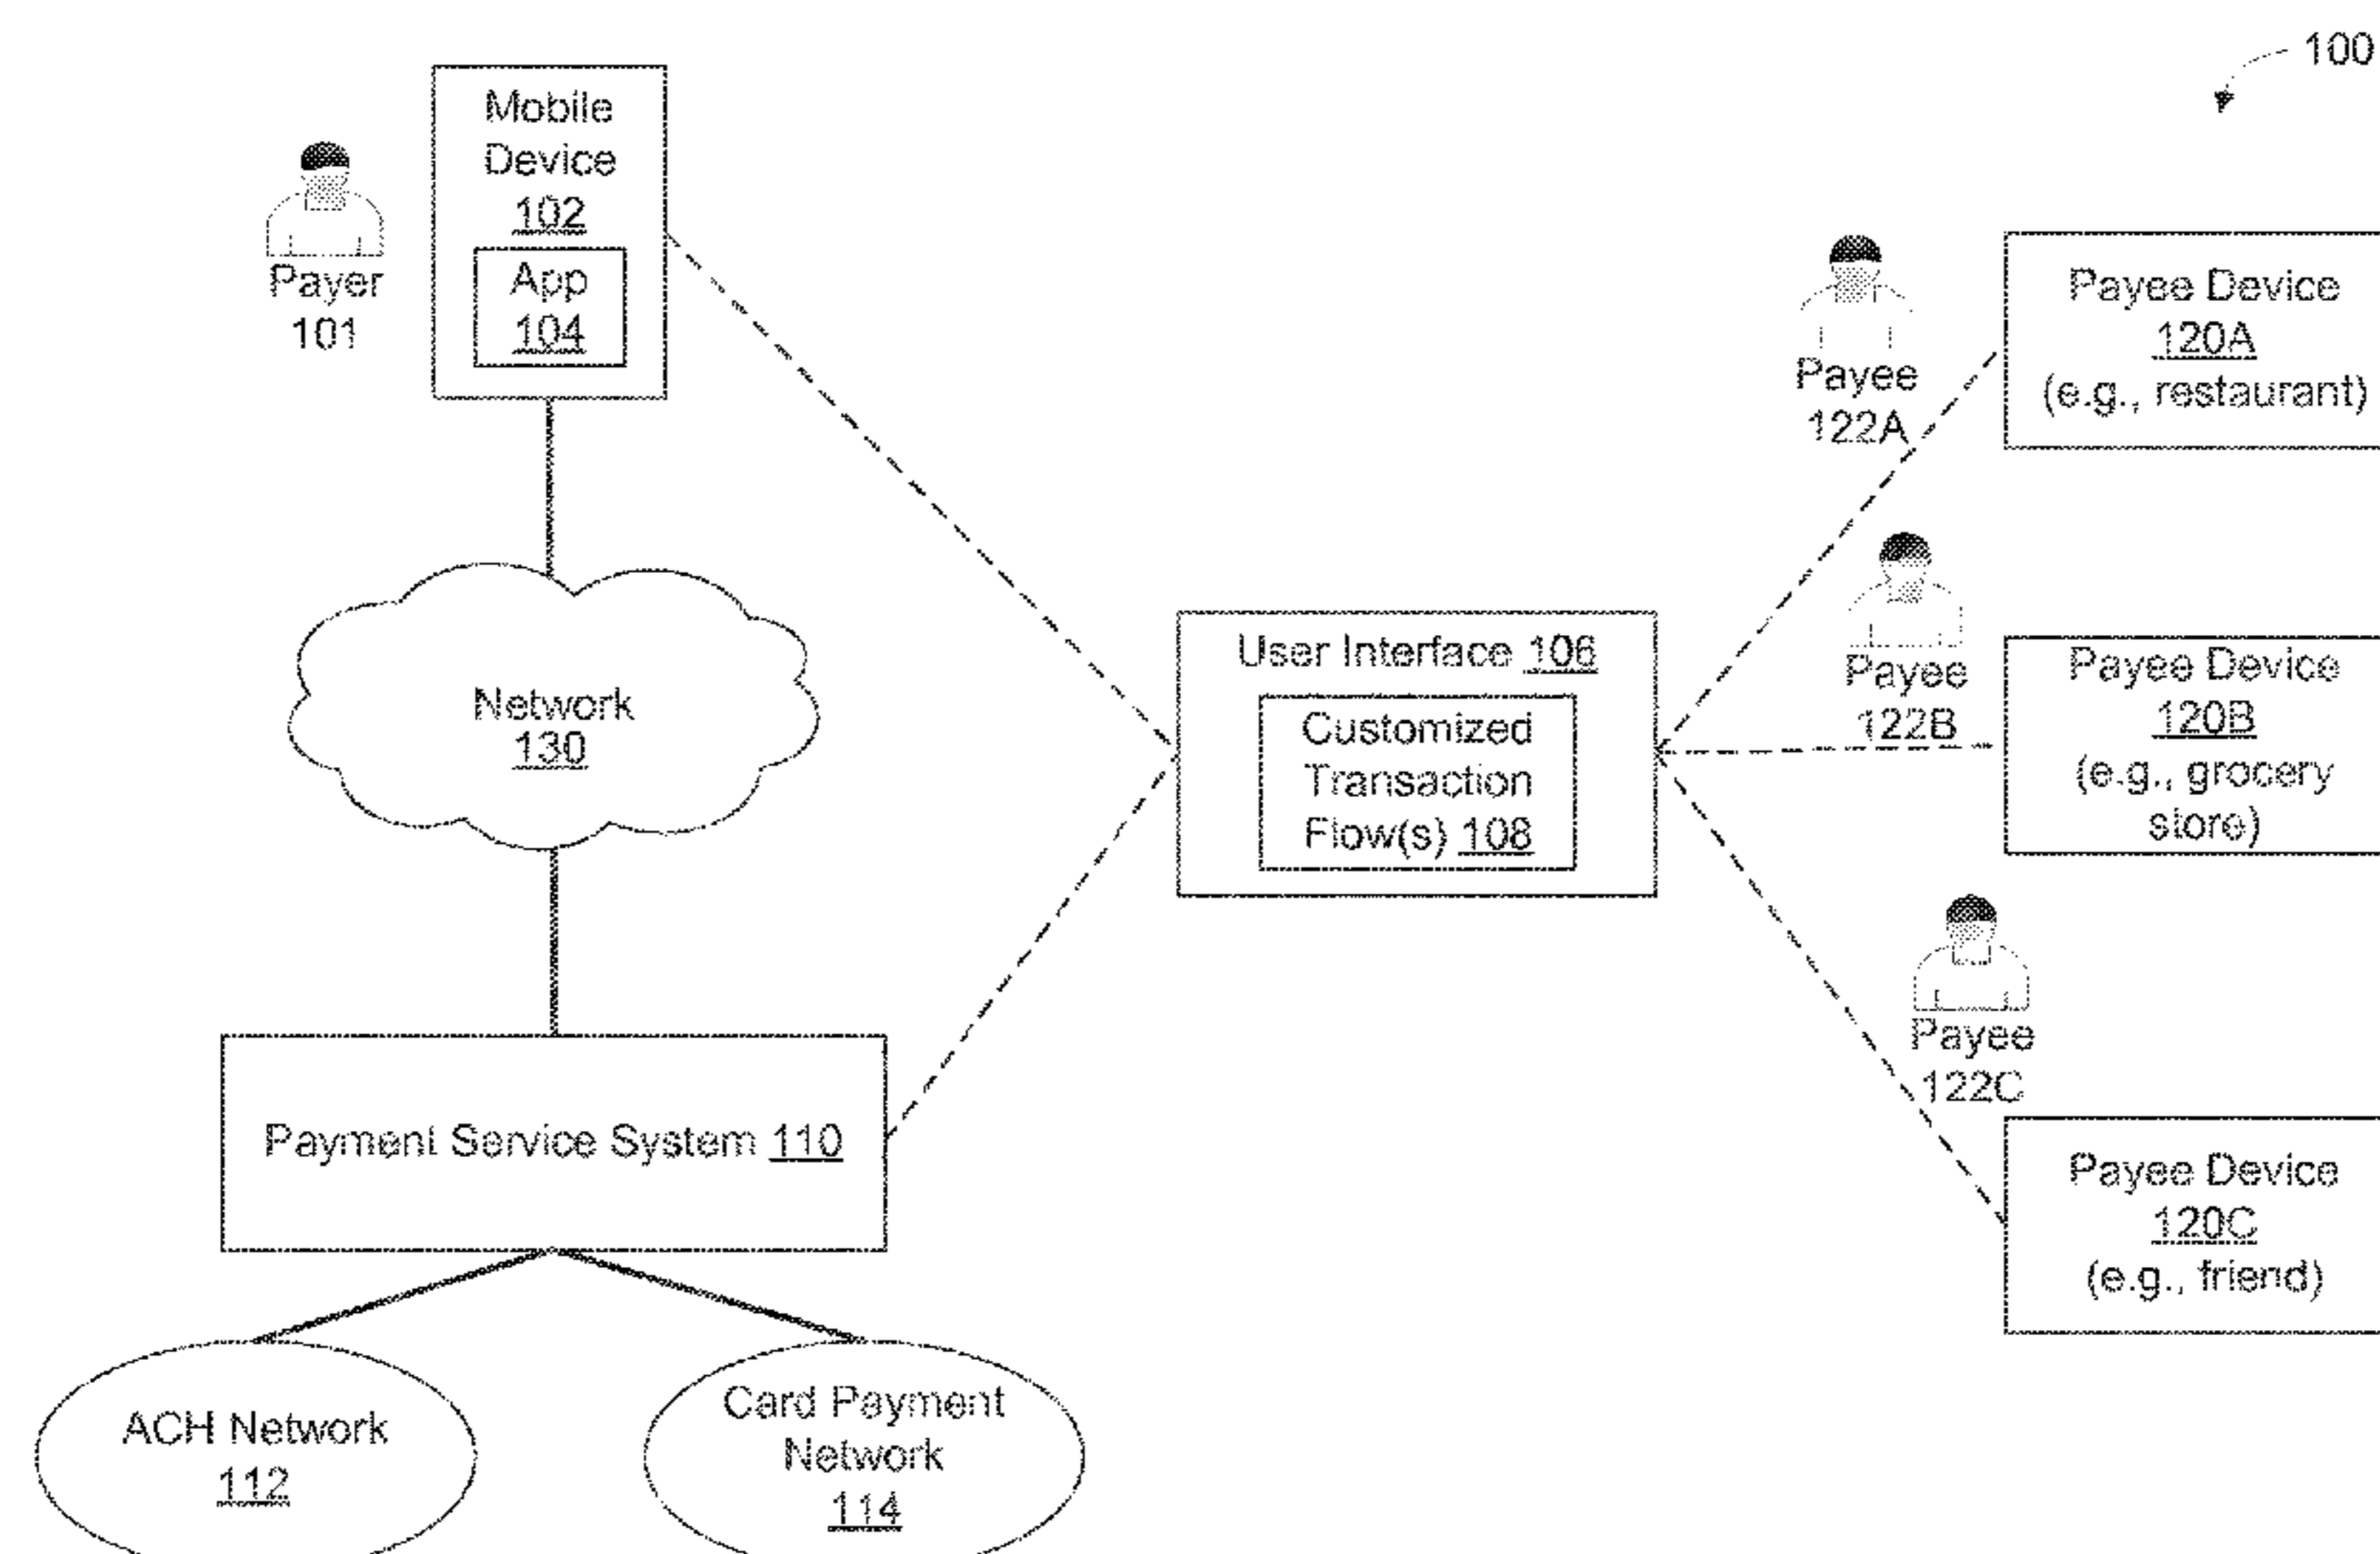 100
Mobile
Device
102
App
104
Payer
101
Payee Device
120A
(e.g., restaurant)
Payee
122A
Network
130
User Interface 106
Customized
Transaction
Flow(s) 108
Payee
122B
Payee Device
120B
(e.g., grocery
store)
Payee
122C
Payment Service System 110
Payee Device
120C
(e.g., friend)
ACH Network
112
Card Payment
Network
114